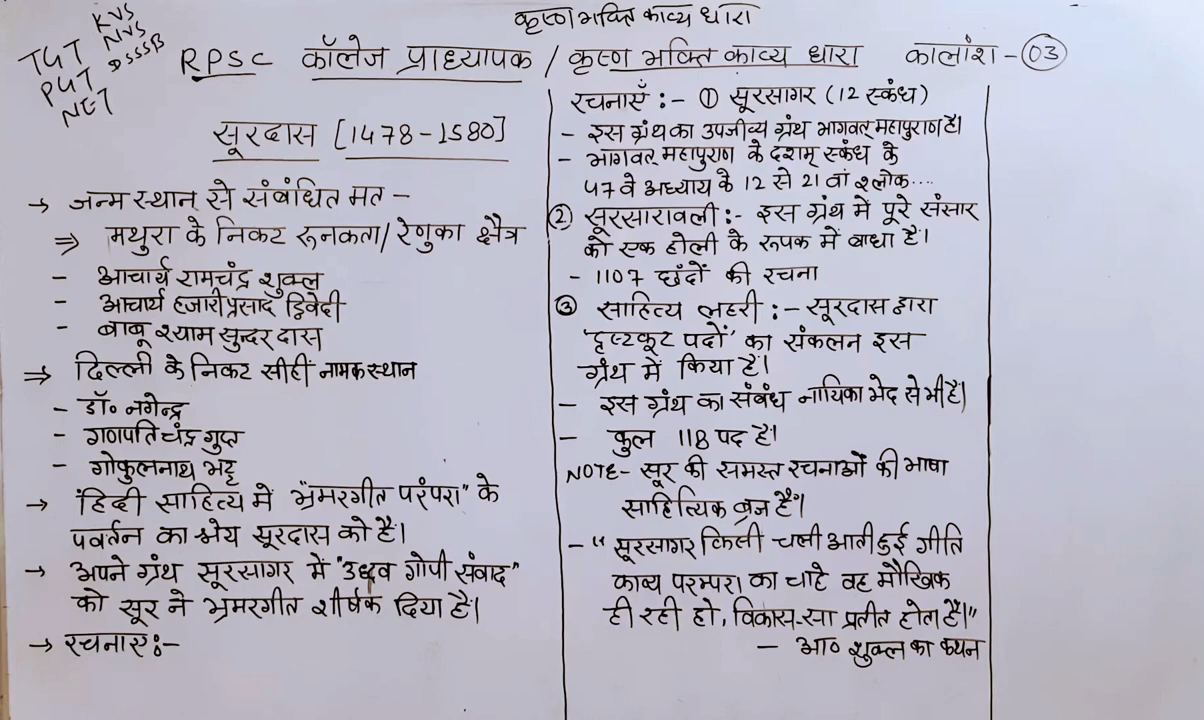 कृष्ण भक्ति काव्य धारा
TGT
PGT
NET
KVS
NVS
DSSSB
RPSC कॉलेज प्राध्यापक / कृष्ण भक्ति काव्य धारा कालांश - 03
सूरदास [1478-1580]
→ जन्म स्थान से संबंधित मत -
⇒ मथुरा के निकट रूनकता/ रेणुका क्षैत्र
- आचार्य रामचंद्र शुक्ल
- आचार्य हजारीप्रसाद द्विवेदी
- बाबू श्याम सुन्दर दास
⇒ दिल्ली के निकट सीहीं नामक स्थान
- डॉ० नगेन्द्र
- गणपति चंद्र गुप्त
- गोकुलनाथ भट्ट
→ हिंदी साहित्य में "भ्रमरगीत परंपरा" के
पवर्तन का श्रेय सूरदास को है।
→ अपने ग्रंथ सूरसागर में "उद्धव गोपी संवाद"
को सूर ने भ्रमरगीत शीर्षक दिया है।
→ रचनाएं:-
रचनाएँ :- ① सूरसागर (12 स्कंध)
- इस ग्रंथ का उपजीव्य ग्रंथ भागवत् महापुराण है।
- भागवत् महापुराण के दशम् स्कंध के
47 वे अध्याय के 12 से 21 वां श्लोक....
② सूरसारावली :- इस ग्रंथ में पूरे संसार
को एक होली के रूपक में बाधा है।
- 1107 छंदों की रचना
③ साहित्य लहरी :- सूरदास द्वारा
'दृष्टकूट पदों' का संकलन इस
ग्रंथ में किया है।
- इस ग्रंथ का संबंध नायिका भेद से भी है।
- कुल 118 पद है।
NOTE- सूर की समस्त रचनाओं की भाषा
साहित्यिक ब्रज है।
- "सूरसागर किसी चली आती हुई गीति
काव्य परम्परा का चाहे वह मौखिक
ही रही हो, विकास-सा प्रतीत होता है।"
- आ० शुक्ल का कथन